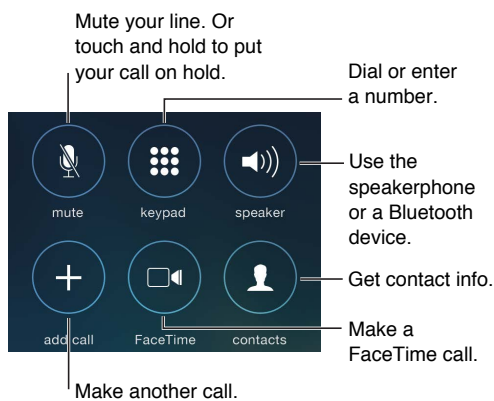 Mute your line. Or
touch and hold to put
your call on hold.
Dial or enter
a number.
mute
keypad
speaker
Use the
speakerphone
or a Bluetooth
device.
Get contact info.
add call
FaceTime
contacts
Make a
FaceTime call.
Make another call.